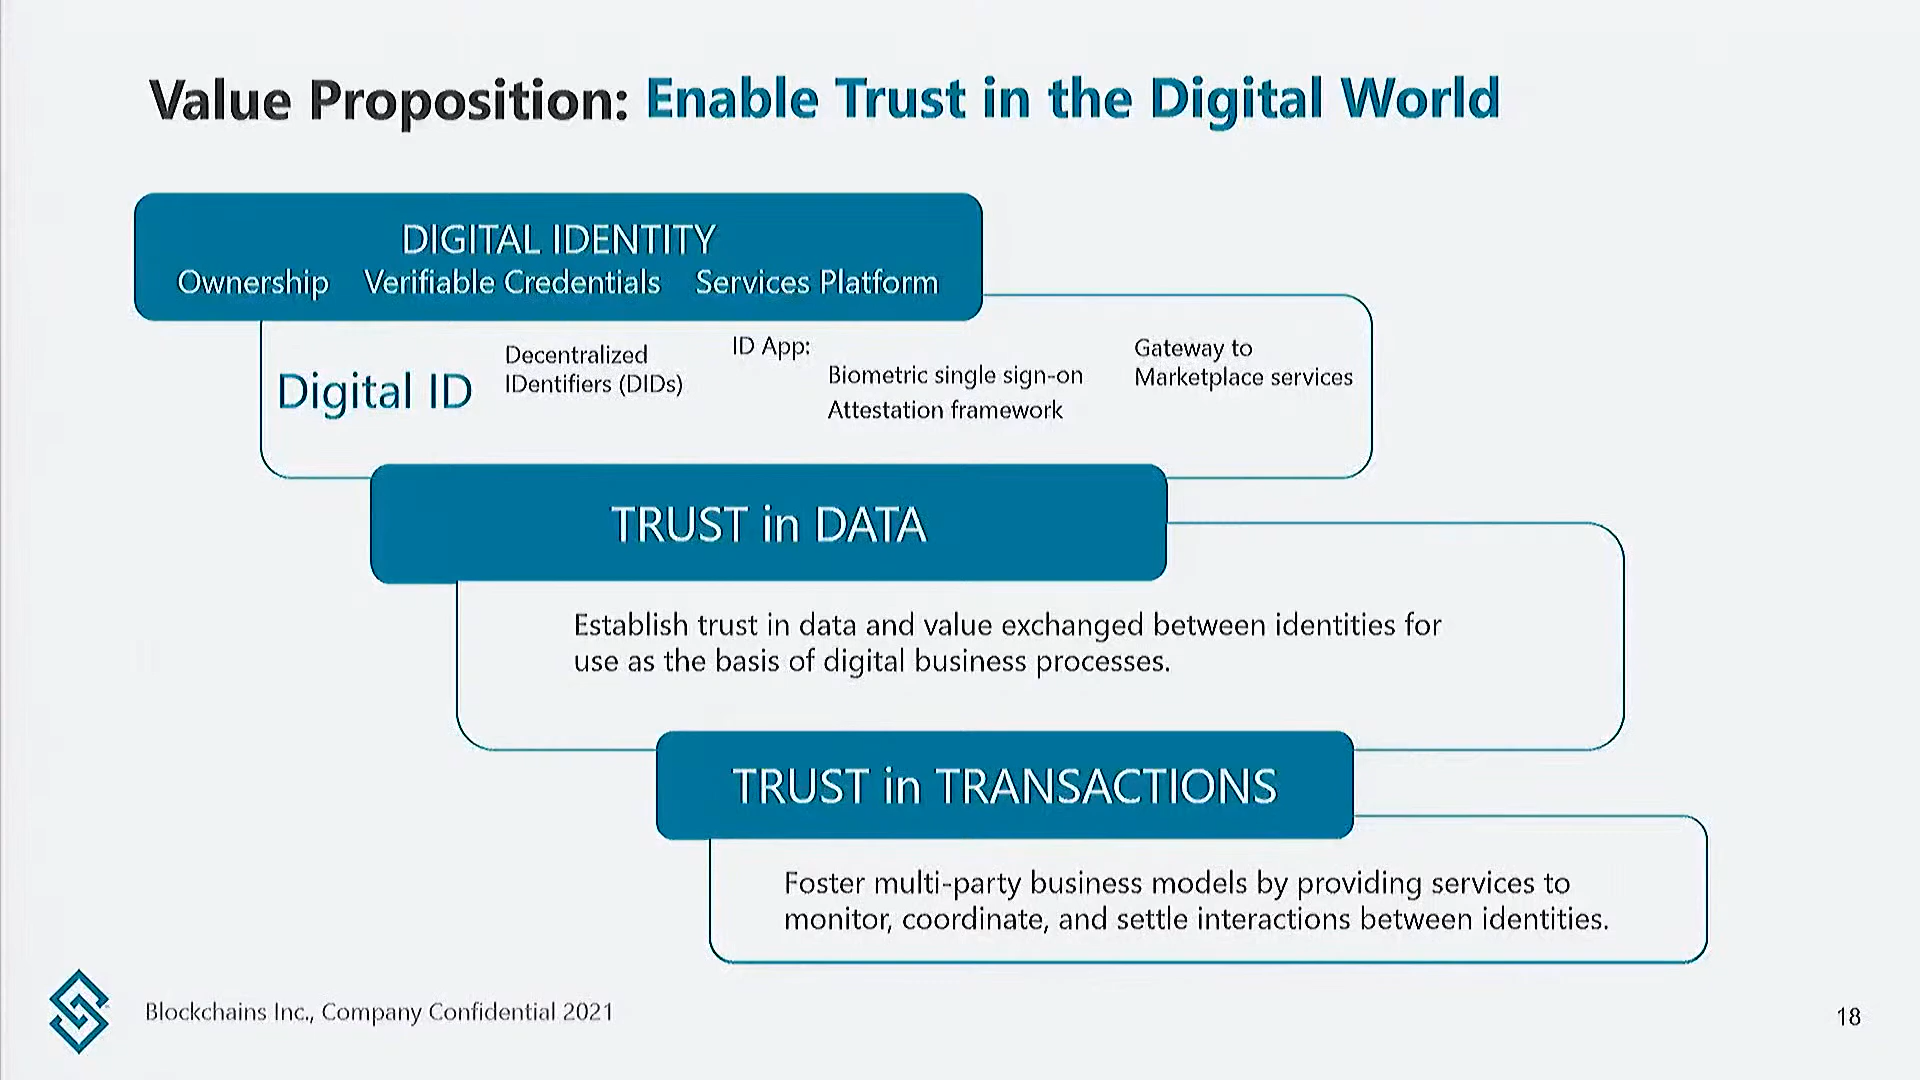 Value Proposition: Enable Trust in the Digital World
DIGITAL IDENTITY
Ownership Verifiable Credentials Services Platform
Digital ID
Decentralized
IDentifiers (DIDs)
ID App:
Biometric single sign-on
Attestation framework
Gateway to
Marketplace services
TRUST in DATA
Establish trust in data and value exchanged between identities for
use as the basis of digital business processes.
TRUST in TRANSACTIONS
Foster multi-party business models by providing services to
monitor, coordinate, and settle interactions between identities.
Blockchains Inc., Company Confidential 2021
18